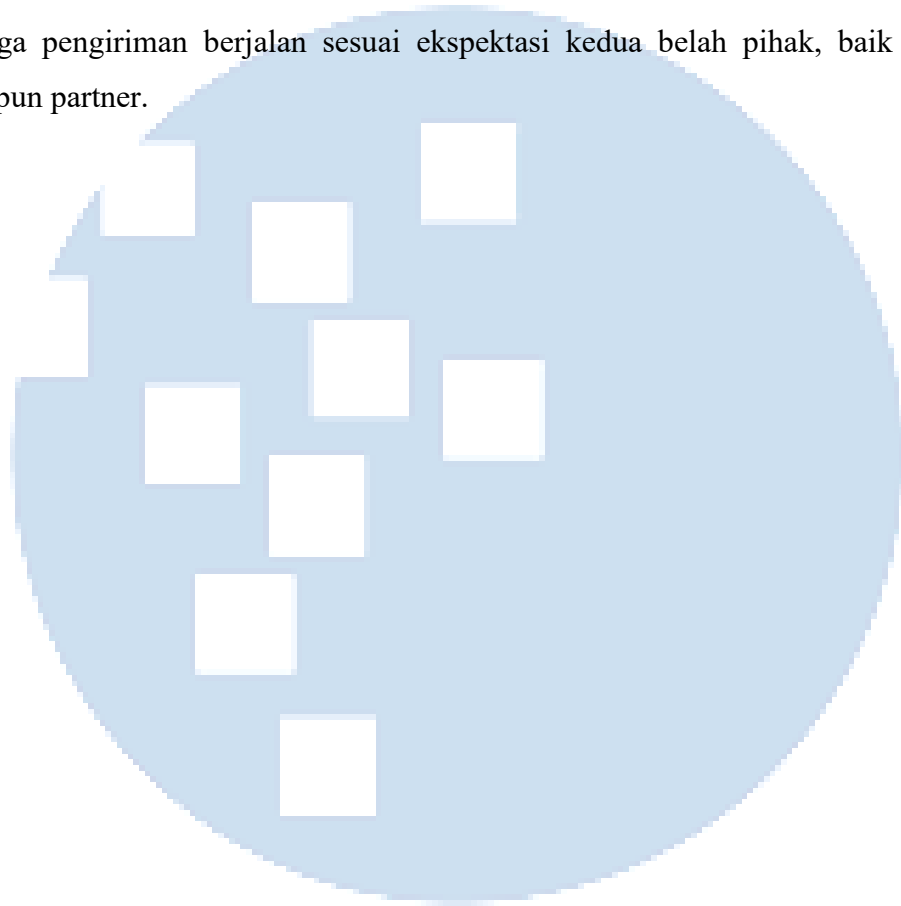 ga pengiriman berjalan sesuai ekspektasi kedua belah pihak, baik
pun partner.